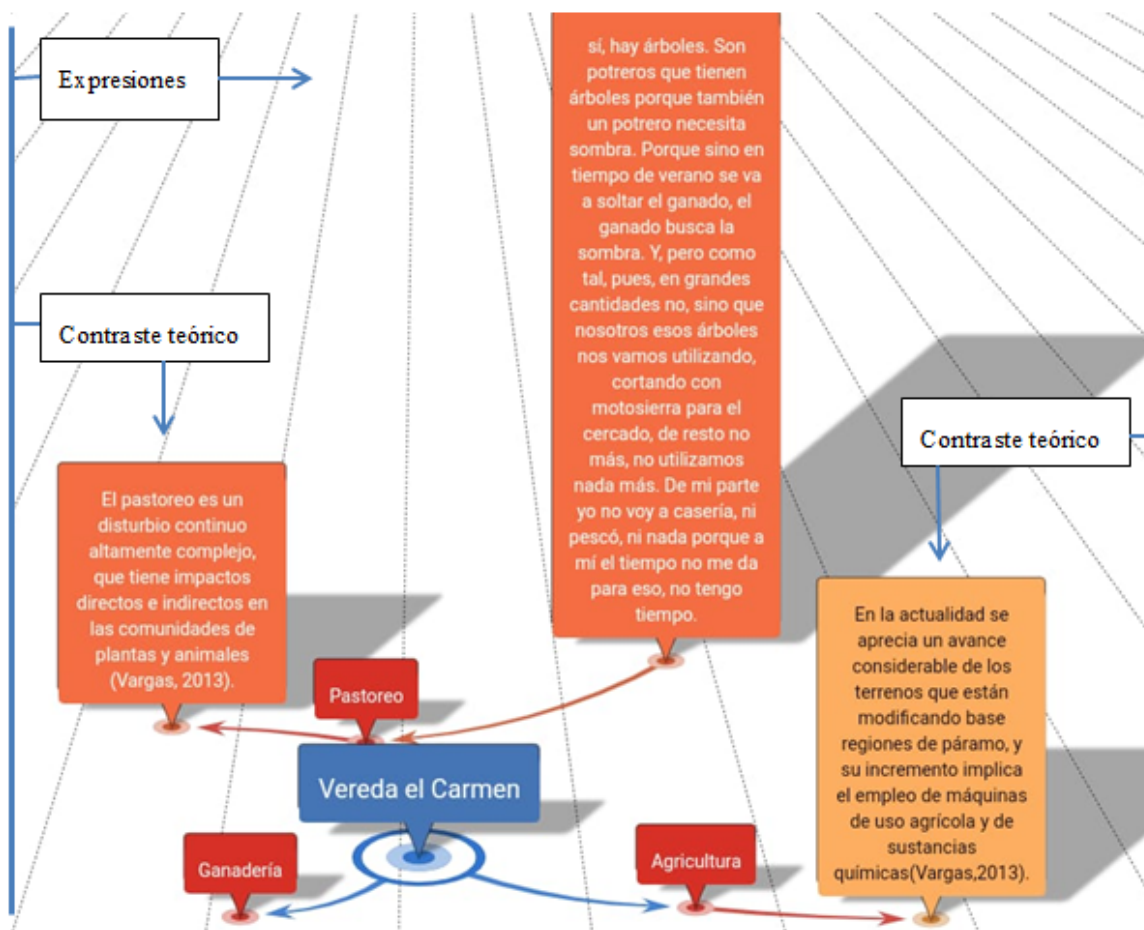 Expresiones
sí, hay árboles. Son
potreros que tienen
árboles porque también
un potrero necesita
sombra. Porque sino en
tiempo de verano se va
a soltar el ganado, el
ganado busca la
sombra. Y, pero como
tal, pues, en grandes
cantidades no, sino que
nosotros esos árboles
nos vamos utilizando,
cortando con
motosierra para el
cercado, de resto no
más, no utilizamos
nada más. De mi parte
yo no voy a casería, ni
pescó, ni nada porque a
mí el tiempo no me da
para eso, no tengo
tiempo.
Contraste teórico
El pastoreo es un
disturbio continuo
altamente complejo,
que tiene impactos
directos e indirectos en
las comunidades de
plantas y animales
(Vargas, 2013).
Contraste teórico
En la actualidad se
aprecia un avance
considerable de los
terrenos que están
modificando base
regiones de páramo, y
su incremento implica
el empleo de máquinas
de uso agrícola y de
sustancias
químicas(Vargas,2013).
Pastoreo
Vereda el Carmen
Ganadería
Agricultura